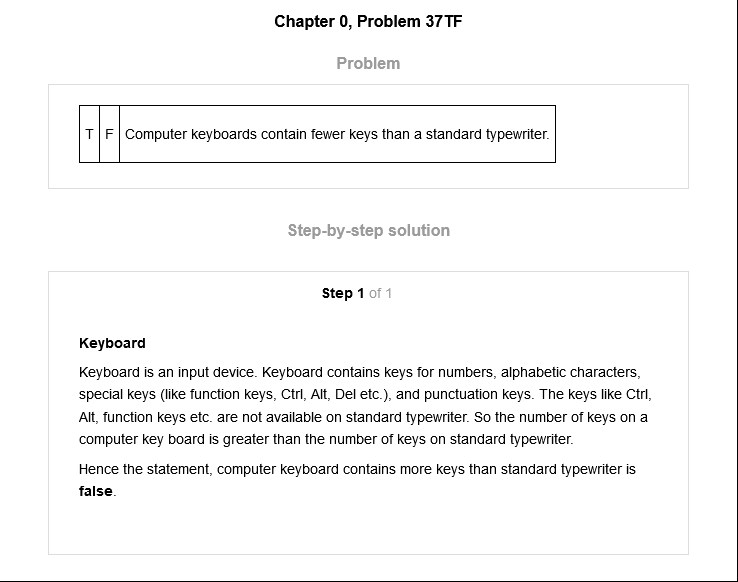 Chapter 0, Problem 37TF
Problem
T F Computer keyboards contain fewer keys than a standard typewriter.
Step-by-step solution
Step 1 of 1
Keyboard
Keyboard is an input device. Keyboard contains keys for numbers, alphabetic characters,
special keys (like function keys, Ctrl, Alt, Del etc.), and punctuation keys. The keys like Ctrl,
Alt, function keys etc. are not available on standard typewriter. So the number of keys on a
computer key board is greater than the number of keys on standard typewriter.
Hence the statement, computer keyboard contains more keys than standard typewriter is
false.